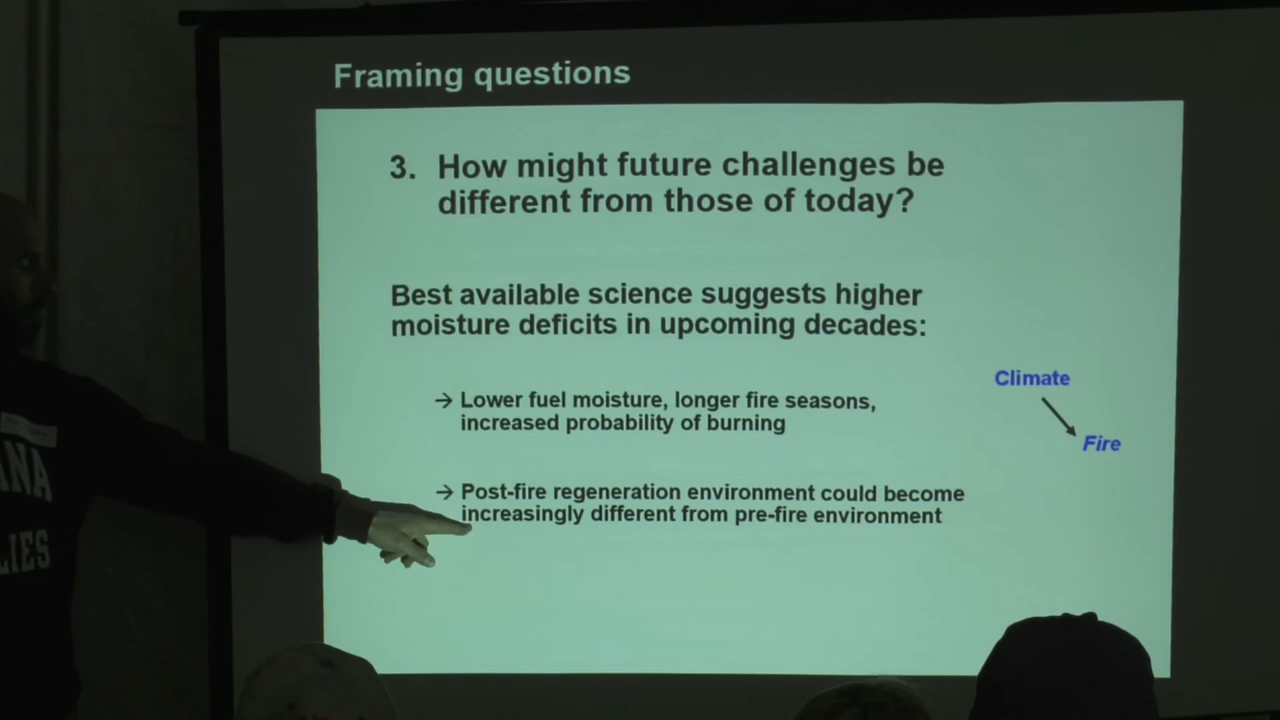 Framing questions
3. How might future challenges be
different from those of today?
Best available science suggests higher
moisture deficits in upcoming decades:
→ Lower fuel moisture, longer fire seasons,
increased probability of burning
Climate
Fire
→ Post-fire regeneration environment could become
increasingly different from pre-fire environment
ANA
LIES